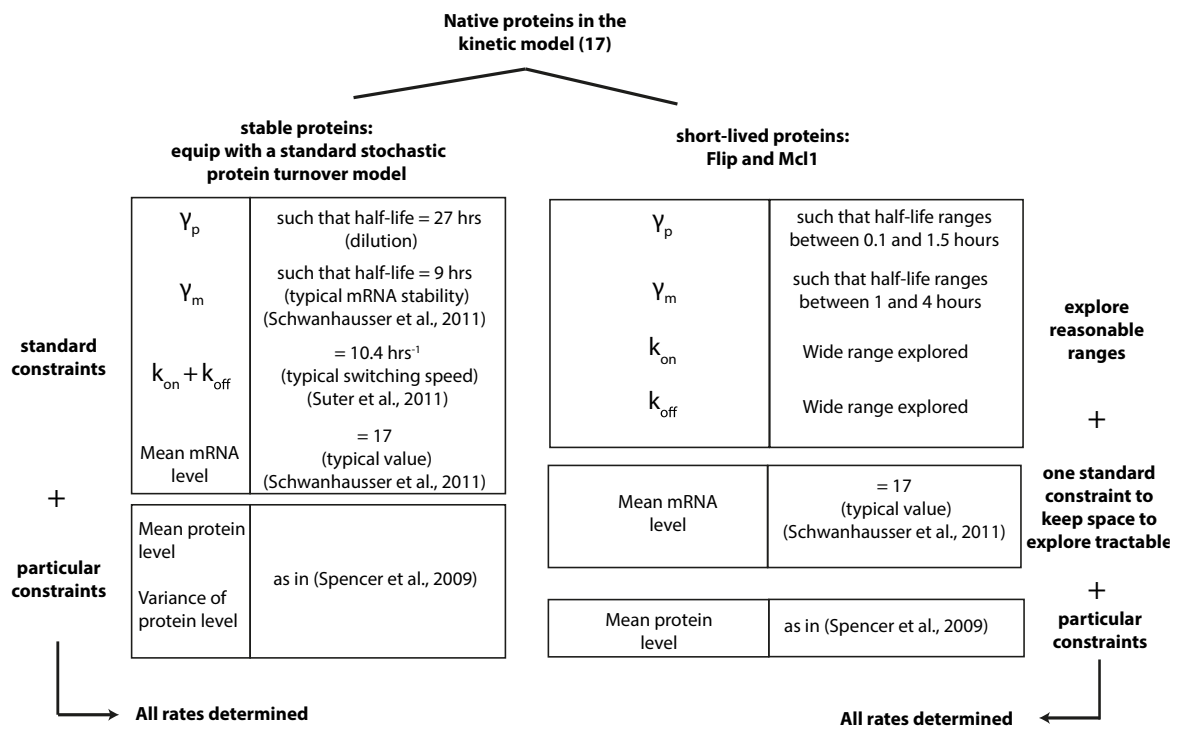 Native proteins in the
kinetic model (17)
stable proteins:
equip with a standard stochastic
protein turnover model
short-lived proteins:
Flip and Mcl1
standard
constraints
+
particular
constraints
γp
such that half-life = 27 hrs
(dilution)
γm
such that half-life = 9 hrs
(typical mRNA stability)
(Schwanhausser et al., 2011)
kon + koff
= 10.4 hrs-1
(typical switching speed)
(Suter et al., 2011)
Mean mRNA
level
= 17
(typical value)
(Schwanhausser et al., 2011)
Mean protein
level
Variance of
protein level
as in (Spencer et al., 2009)
All rates determined
γp
such that half-life ranges
between 0.1 and 1.5 hours
γm
such that half-life ranges
between 1 and 4 hours
kon
Wide range explored
koff
Wide range explored
Mean mRNA
level
= 17
(typical value)
(Schwanhausser et al., 2011)
Mean protein
level
as in (Spencer et al., 2009)
explore
reasonable
ranges
+
one standard
constraint to
keep space to
explore tractable
+
particular
constraints
All rates determined